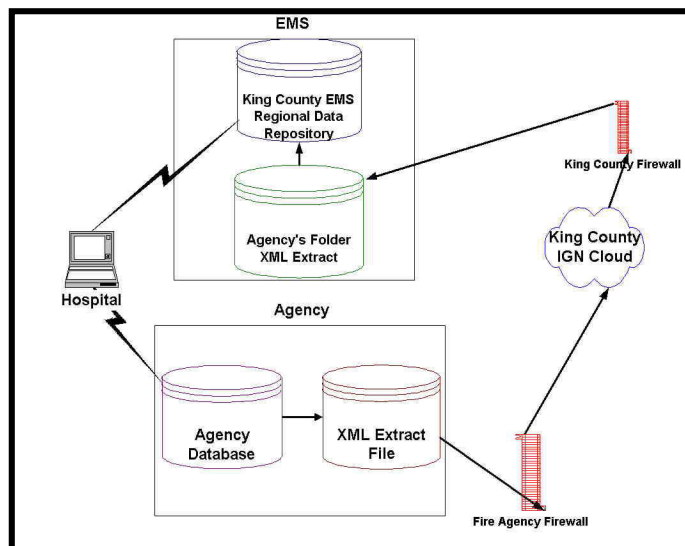 EMS
King County EMS
Regional Data
Repository
King County Firewall
Agency's Folder
XML Extract
King County
IGN Cloud
Hospital
Agency
Agency
Database
XML Extract
File
Fire Agency Firewall